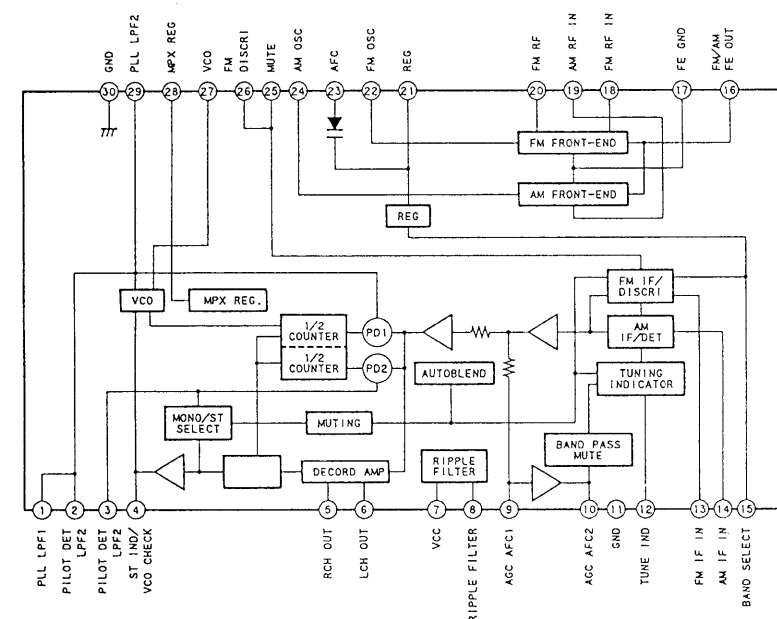 GND
PLL LPF2
MPX REG
VCO
FM
DISCRI
MUTE
AM OSC
AFC
FM OSC
REG
FM RF
AM RF IN
FM RF IN
FE GND
FM/AM
FE OUT
30
29
28
27
26
25
24
23
22
21
20
19
18
17
16
FM FRONT-END
AM FRONT-END
REG
VCO
MPX REG.
FM IF/
DISCRI
1/2
COUNTER
PD1
AM
IF/DET
1/2
COUNTER
PD2
AUTOBLEND
TUNING
INDICATOR
MONO/ST
SELECT
MUTING
BAND PASS
MUTE
DECORD AMP
RIPPLE
FILTER
1
2
3
4
5
6
7
8
9
10
11
12
13
14
15
PLL LPF1
PILOT DET
LPF2
PILOT DET
LPF2
ST IND/
VCO CHECK
RCH OUT
LCH OUT
VCC
RIPPLE FILTER
AGC AFC1
AGC AFC2
GND
TUNE IND
FM IF IN
AM IF IN
BAND SELECT